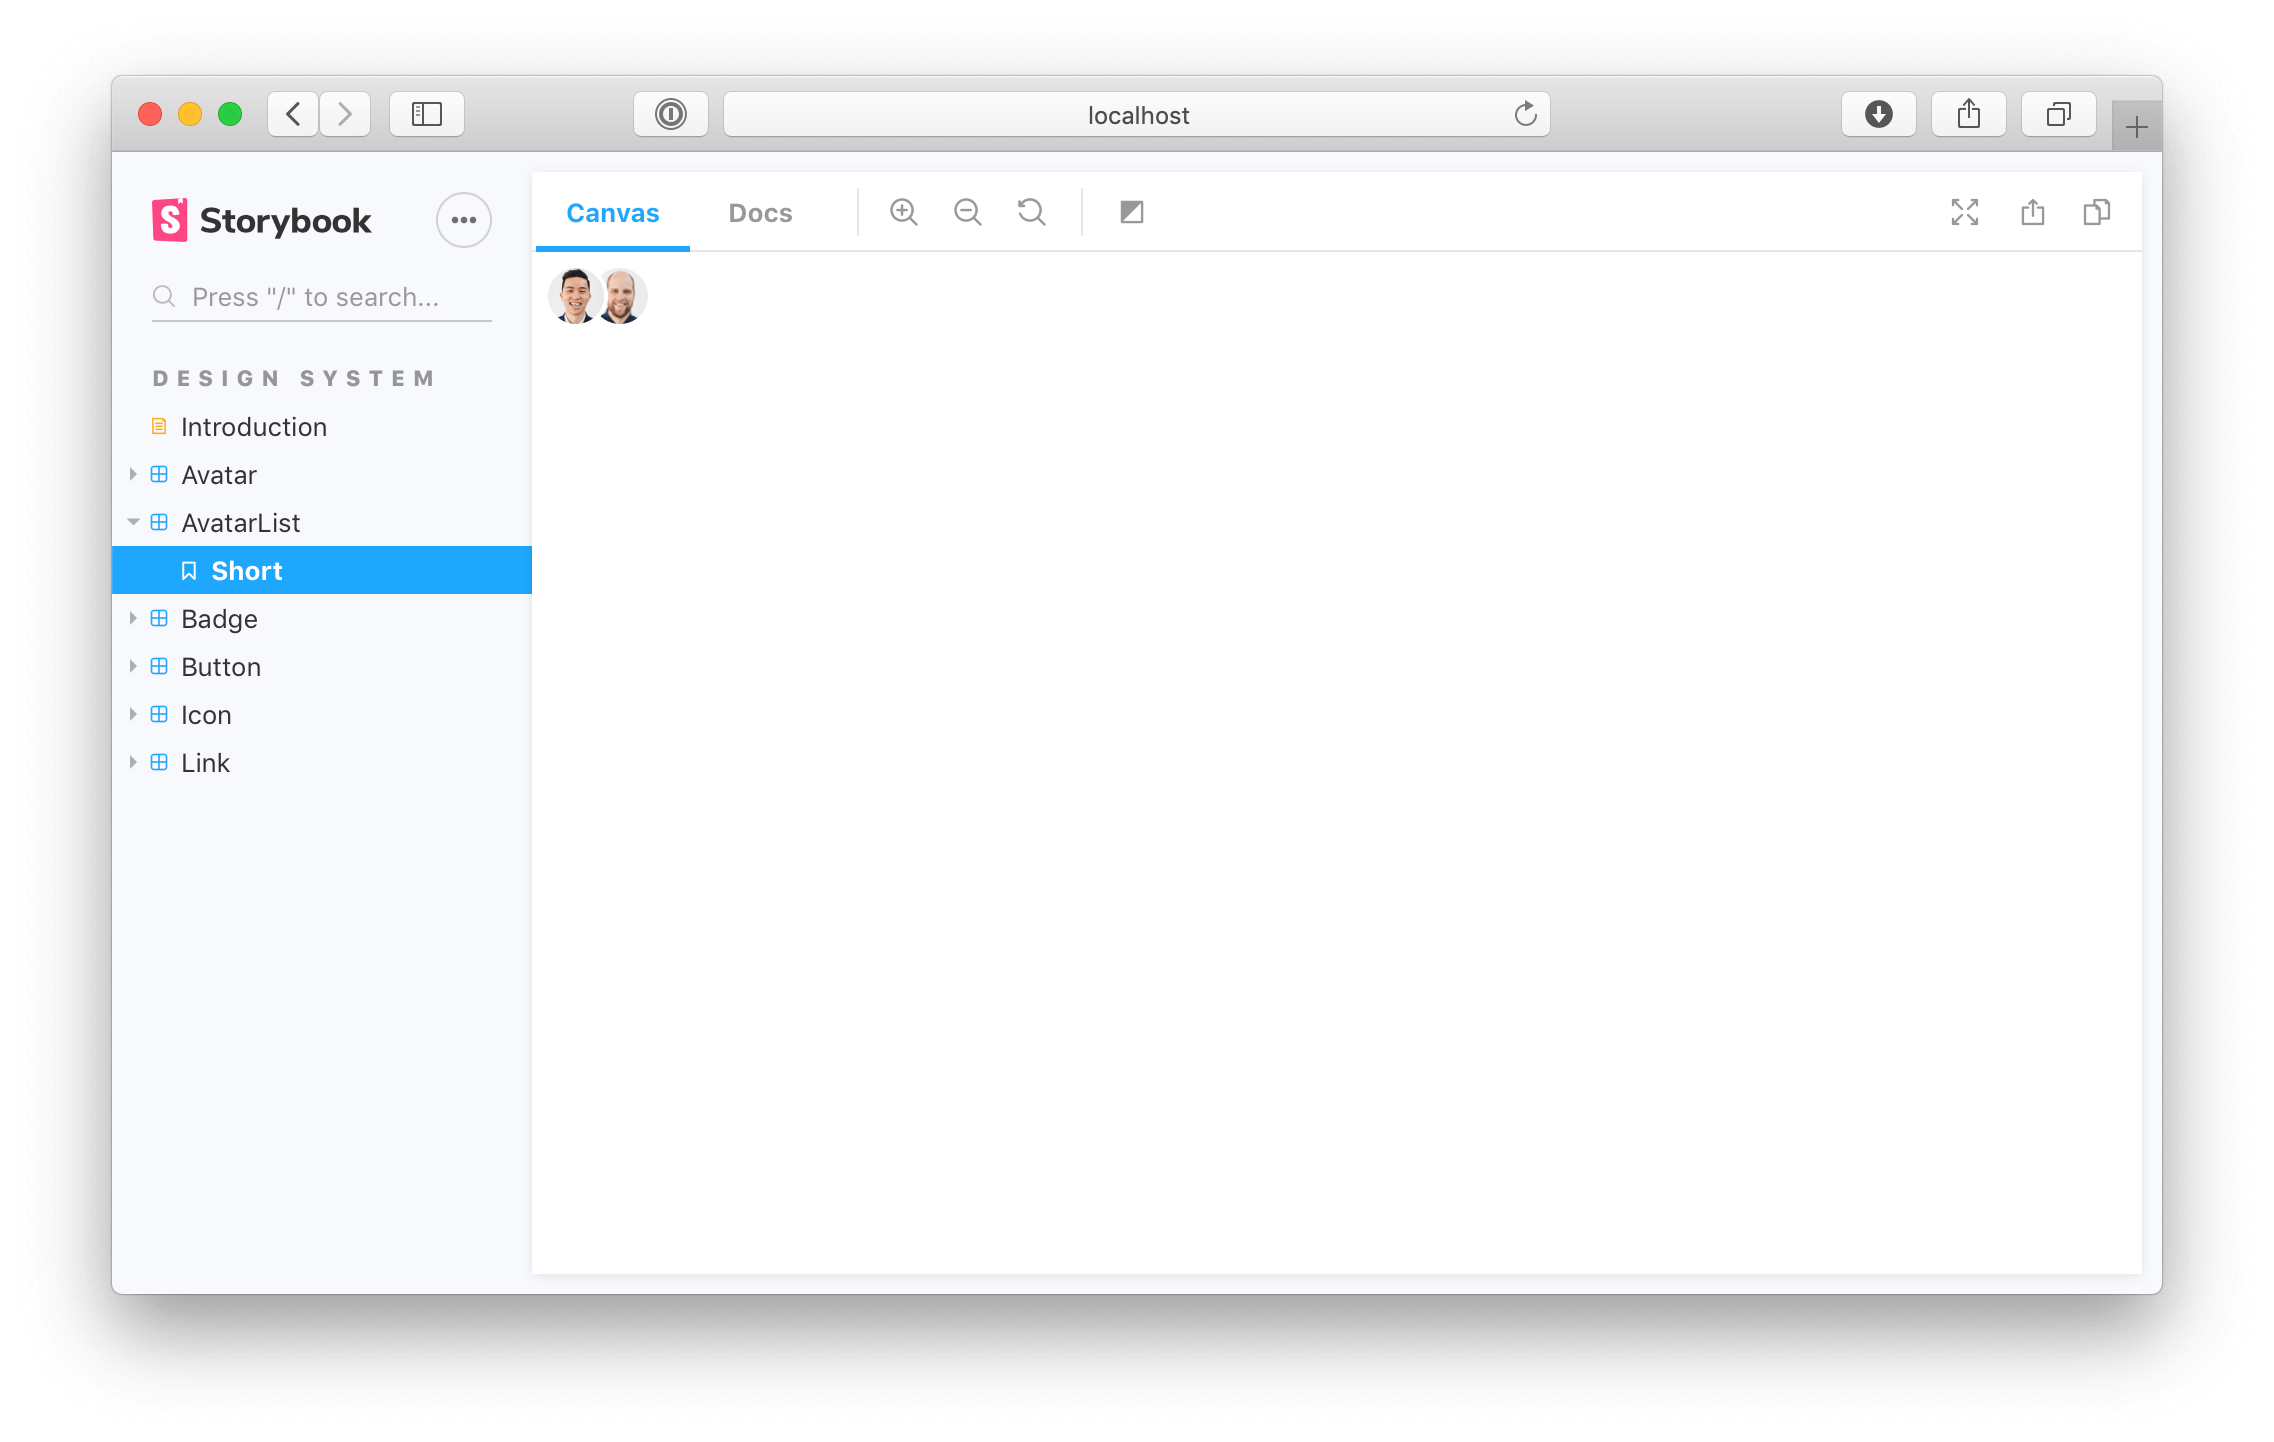 localhost
Storybook
Canvas
Docs
Press "/" to search...
DESIGN SYSTEM
Introduction
Avatar
AvatarList
Short
Badge
Button
Icon
Link